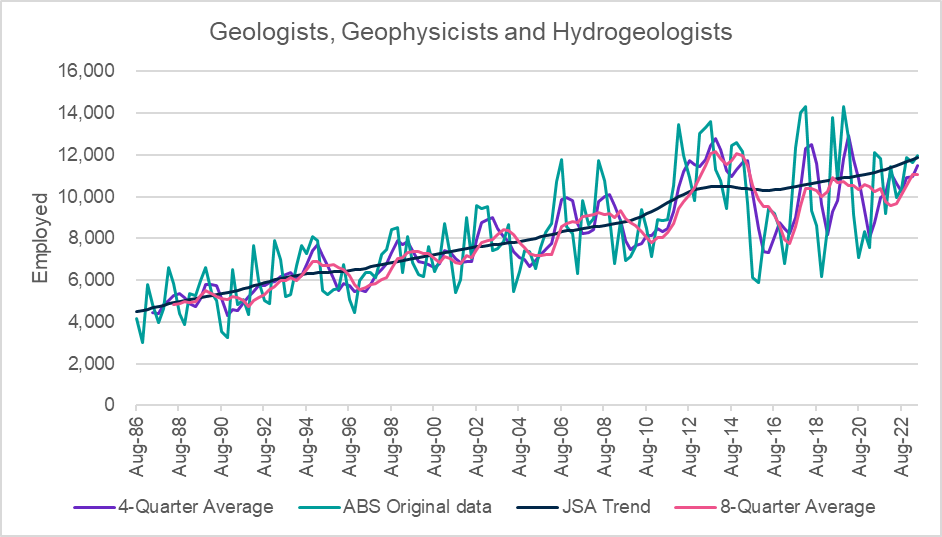 Geologists, Geophysicists and Hydrogeologists
Employed
16,000
14,000
12,000
10,000
8,000
6,000
4,000
2,000
0
Aug-86
Aug-88
Aug-90
Aug-92
Aug-94
Aug-96
Aug-98
Aug-00
Aug-02
Aug-04
Aug-06
Aug-08
Aug-10
Aug-12
Aug-14
Aug-16
Aug-18
Aug-20
Aug-22
4-Quarter Average ABS Original data JSA Trend 8-Quarter Average